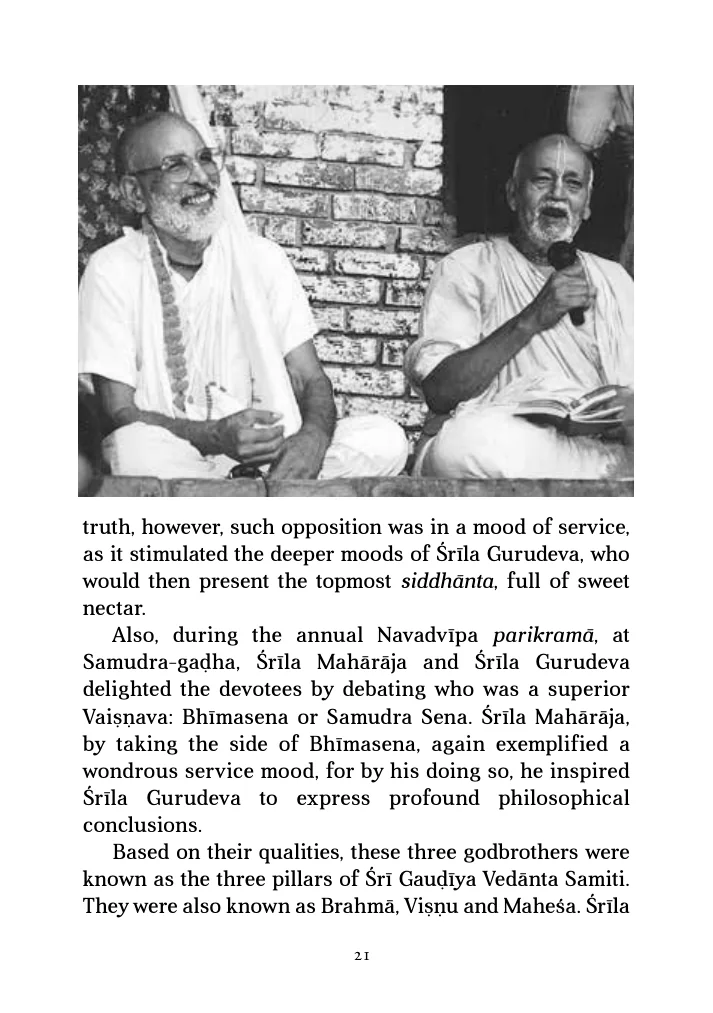 truth, however, such opposition was in a mood of service,
as it stimulated the deeper moods of Śrīla Gurudeva, who
would then present the topmost siddhānta, full of sweet
nectar.
Also, during the annual Navadvīpa parikramā, at
Samudra-gaḍha, Śrīla Mahārāja and Śrīla Gurudeva
delighted the devotees by debating who was a superior
Vaiṣṇava: Bhīmasena or Samudra Sena. Śrīla Mahārāja,
by taking the side of Bhīmasena, again exemplified a
wondrous service mood, for by his doing so, he inspired
Śrīla Gurudeva to express profound philosophical
conclusions.
Based on their qualities, these three godbrothers were
known as the three pillars of Śrī Gauḍīya Vedānta Samiti.
They were also known as Brahmā, Viṣṇu and Maheśa. Śrīla
21